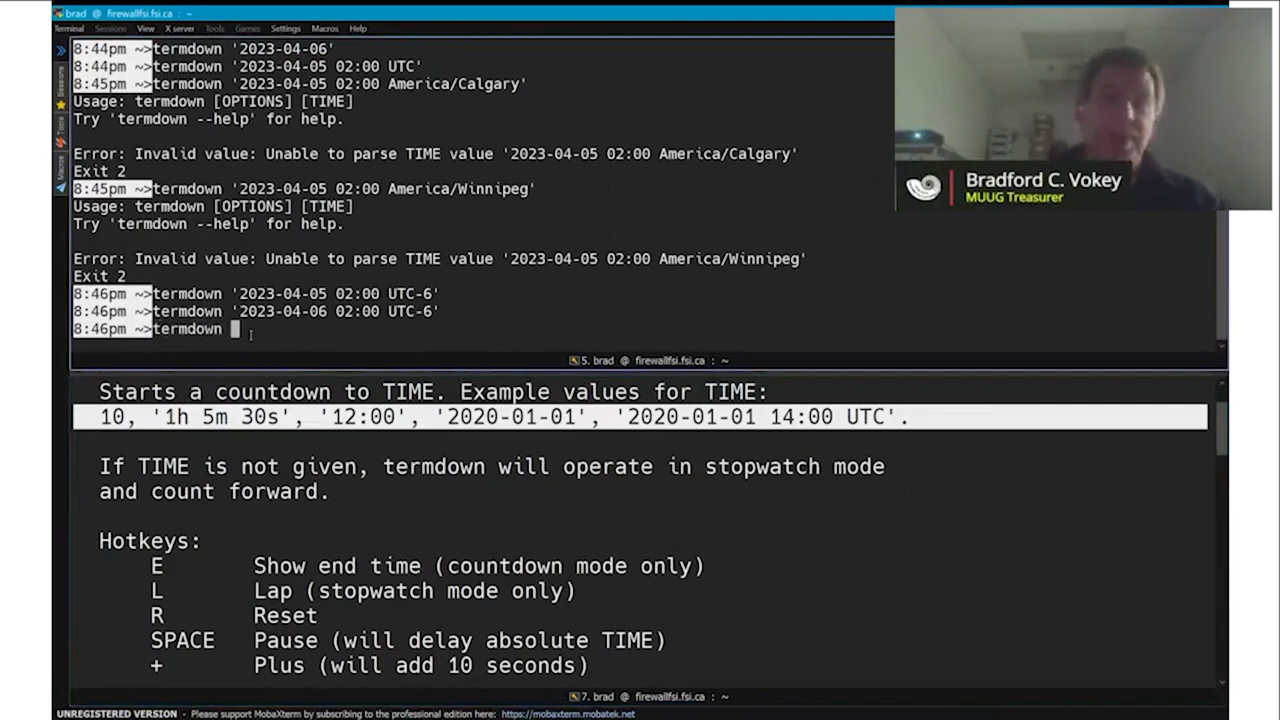 brad @ firewallfsi.fsi.ca : ~
Terminal Sessions View X server Tools Games Settings Macros Help
8:44pm ~>termdown '2023-04-06'
8:44pm ~>termdown '2023-04-05 02:00 UTC'
8:45pm ~>termdown '2023-04-05 02:00 America/Calgary'
Usage: termdown [OPTIONS] [TIME]
Try 'termdown --help' for help.
Error: Invalid value: Unable to parse TIME value '2023-04-05 02:00 America/Calgary'
Exit 2
8:45pm ~>termdown '2023-04-05 02:00 America/Winnipeg'
Usage: termdown [OPTIONS] [TIME]
Try 'termdown --help' for help.
Error: Invalid value: Unable to parse TIME value '2023-04-05 02:00 America/Winnipeg'
Exit 2
8:46pm ~>termdown '2023-04-05 02:00 UTC-6'
8:46pm ~>termdown '2023-04-06 02:00 UTC-6'
8:46pm ~>termdown
Sessions
Tools
Macros
Bradford C. Vokey
MUUG Treasurer
5. brad @ firewallfsi.fsi.ca : ~
Starts a countdown to TIME. Example values for TIME:
10, '1h 5m 30s', '12:00', '2020-01-01', '2020-01-01 14:00 UTC'.
If TIME is not given, termdown will operate in stopwatch mode
and count forward.
Hotkeys:
E Show end time (countdown mode only)
L Lap (stopwatch mode only)
R Reset
SPACE Pause (will delay absolute TIME)
+ Plus (will add 10 seconds)
7. brad @ firewallfsi.fsi.ca : ~
UNREGISTERED VERSION - Please support MobaXterm by subscribing to the professional edition here: https://mobaxterm.mobatek.net